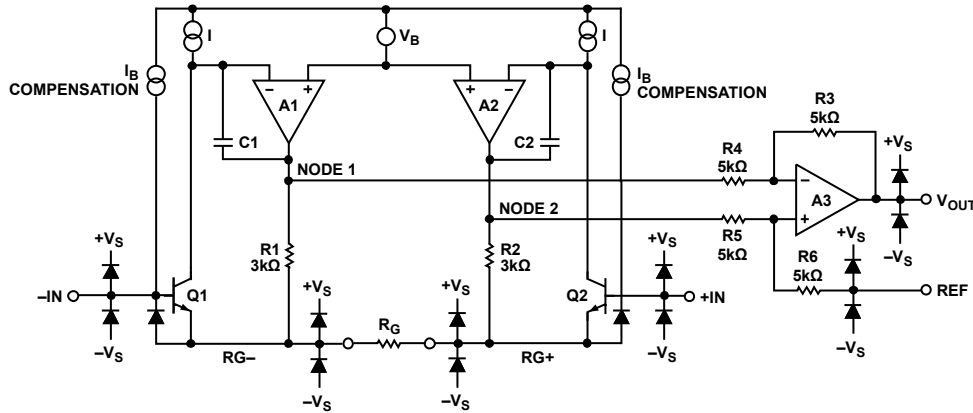 I
V_B
I
I_B
COMPENSATION
I_B
COMPENSATION
–
+
A1
+
–
A2
C1
C2
NODE 1
NODE 2
R3
5kΩ
R4
5kΩ
–
+
A3
+V_S
–V_S
V_OUT
R5
5kΩ
R6
5kΩ
+V_S
–V_S
REF
R1
3kΩ
R2
3kΩ
+V_S
–IN
–V_S
Q1
+V_S
–V_S
RG–
R_G
+V_S
–V_S
RG+
Q2
+V_S
+IN
–V_S